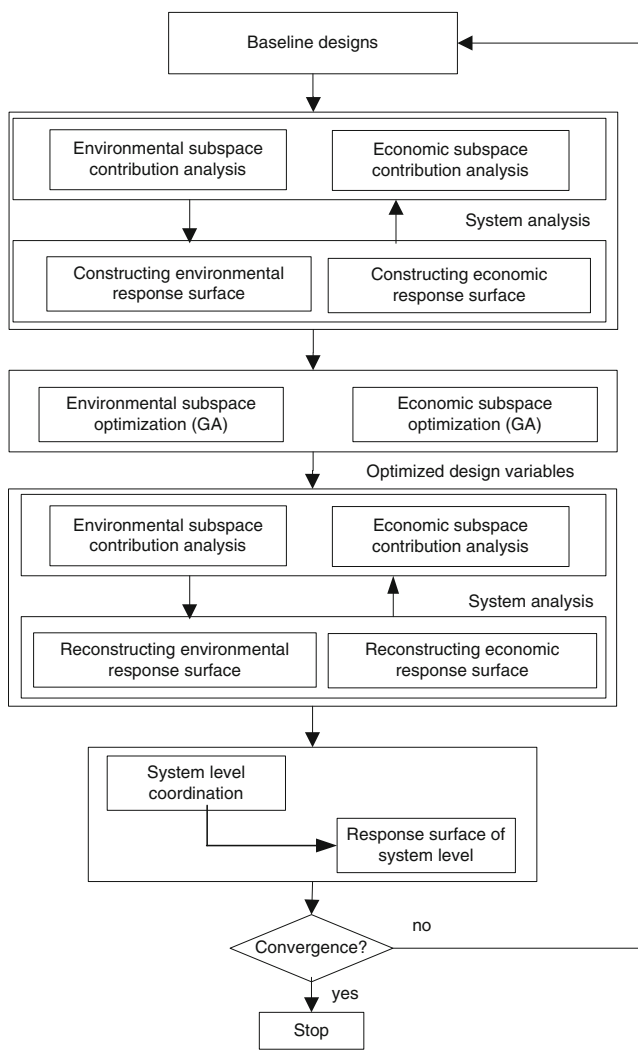 Baseline designs
Environmental subspace
contribution analysis
Economic subspace
contribution analysis
System analysis
Constructing environmental
response surface
Constructing economic
response surface
Environmental subspace
optimization (GA)
Economic subspace
optimization (GA)
Optimized design variables
Environmental subspace
contribution analysis
Economic subspace
contribution analysis
System analysis
Reconstructing environmental
response surface
Reconstructing economic
response surface
System level
coordination
Response surface of
system level
Convergence?
no
yes
Stop